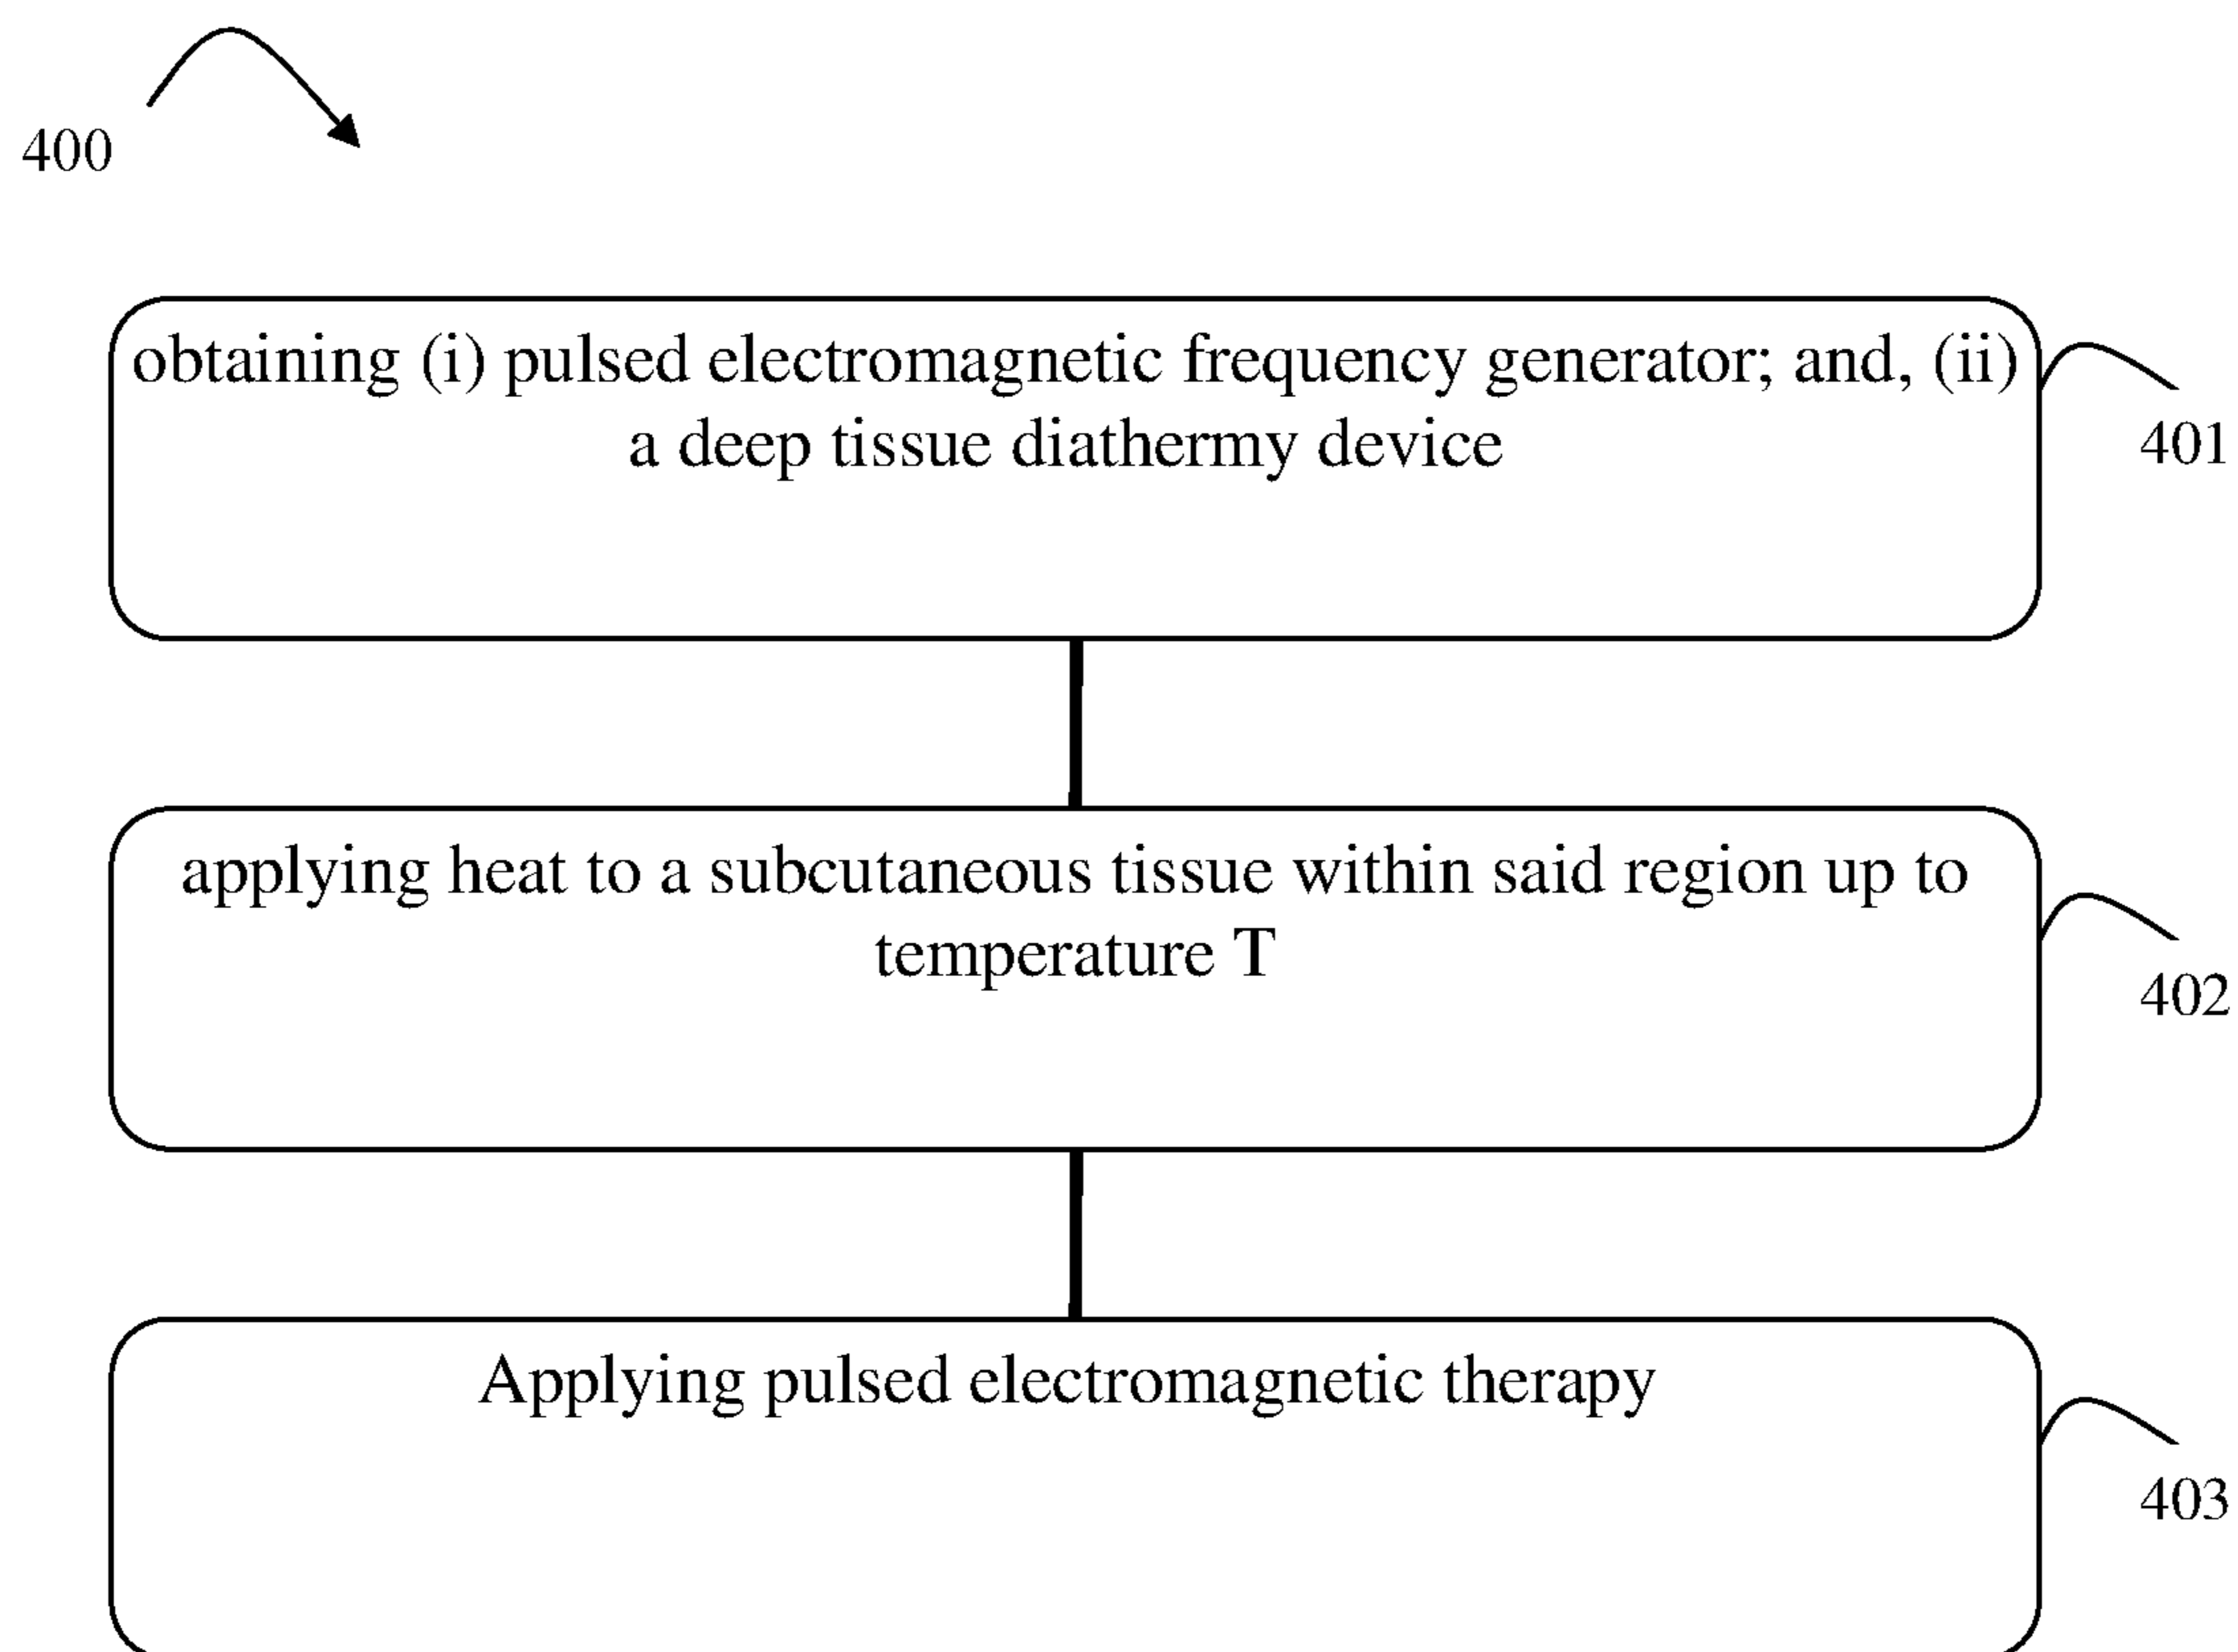 400
obtaining (i) pulsed electromagnetic frequency generator; and, (ii)
a deep tissue diathermy device
401
applying heat to a subcutaneous tissue within said region up to
temperature T
402
Applying pulsed electromagnetic therapy
403